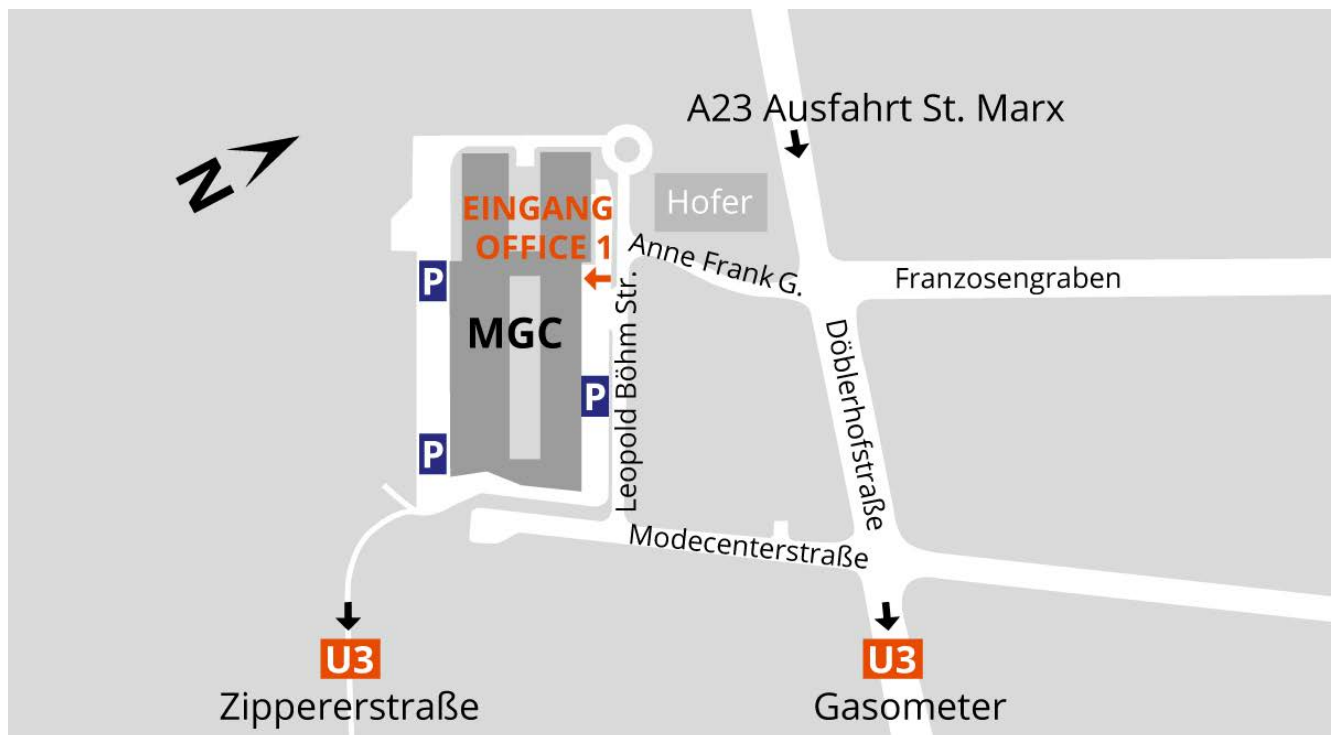 A23 Ausfahrt St. Marx
N
Hofer
EINGANG
OFFICE 1
Anne Frank G.
Franzosengraben
P
MGC
Leopold Böhm Str.
Döblerhofstraße
P
P
Modecenterstraße
U3
Zippererstraße
U3
Gasometer